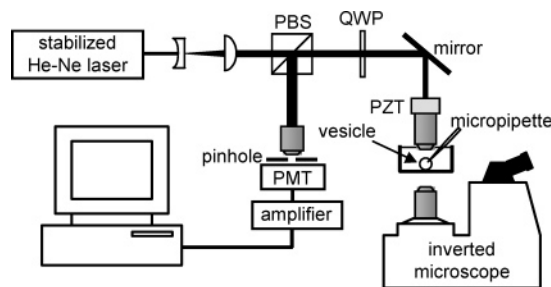 PBS
QWP
stabilized
He-Ne laser
mirror
PZT
vesicle
micropipette
pinhole
PMT
amplifier
inverted
microscope